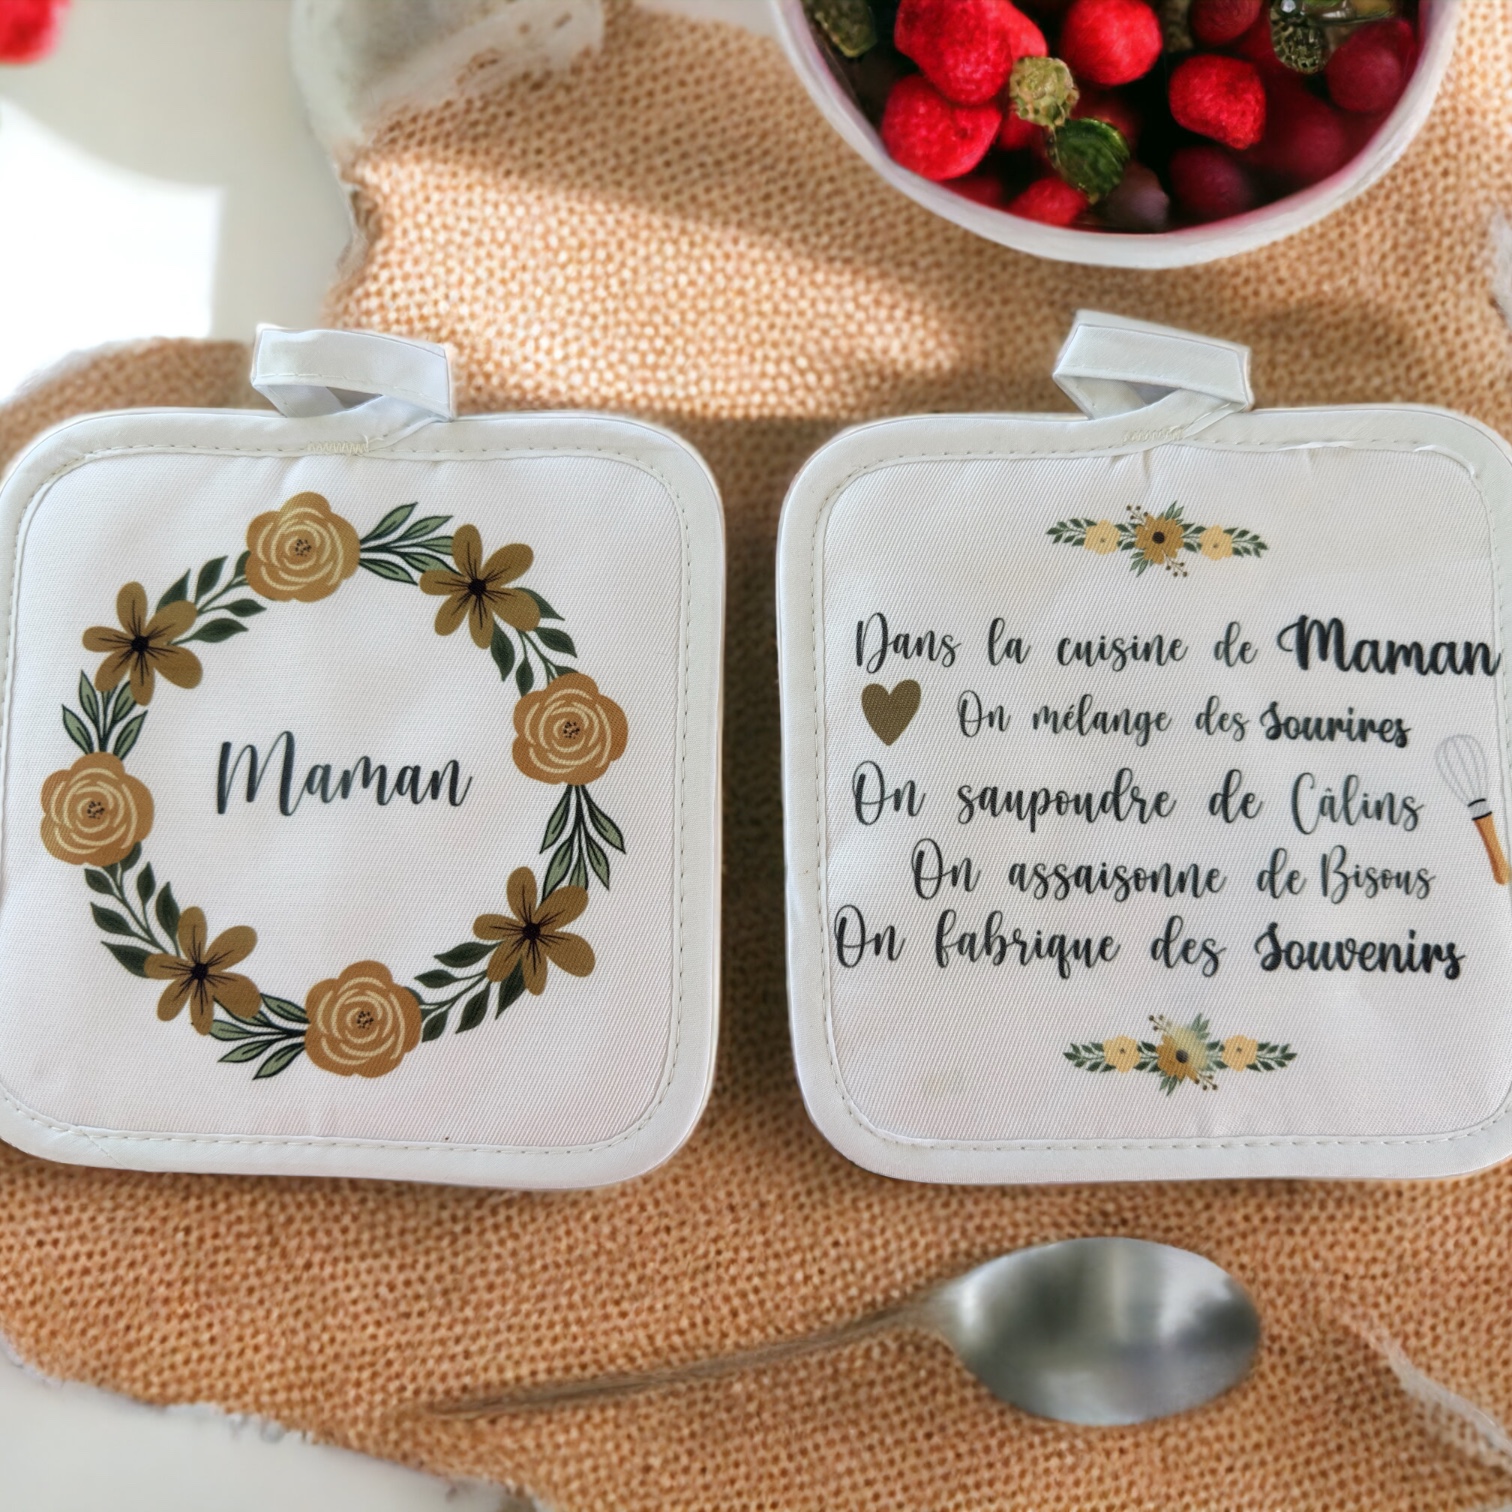 Maman
Dans la cuisine de Maman
On mélange des Sourires
On saupoudre de Câlins
On assaisonne de Bisous
On fabrique des Souvenirs